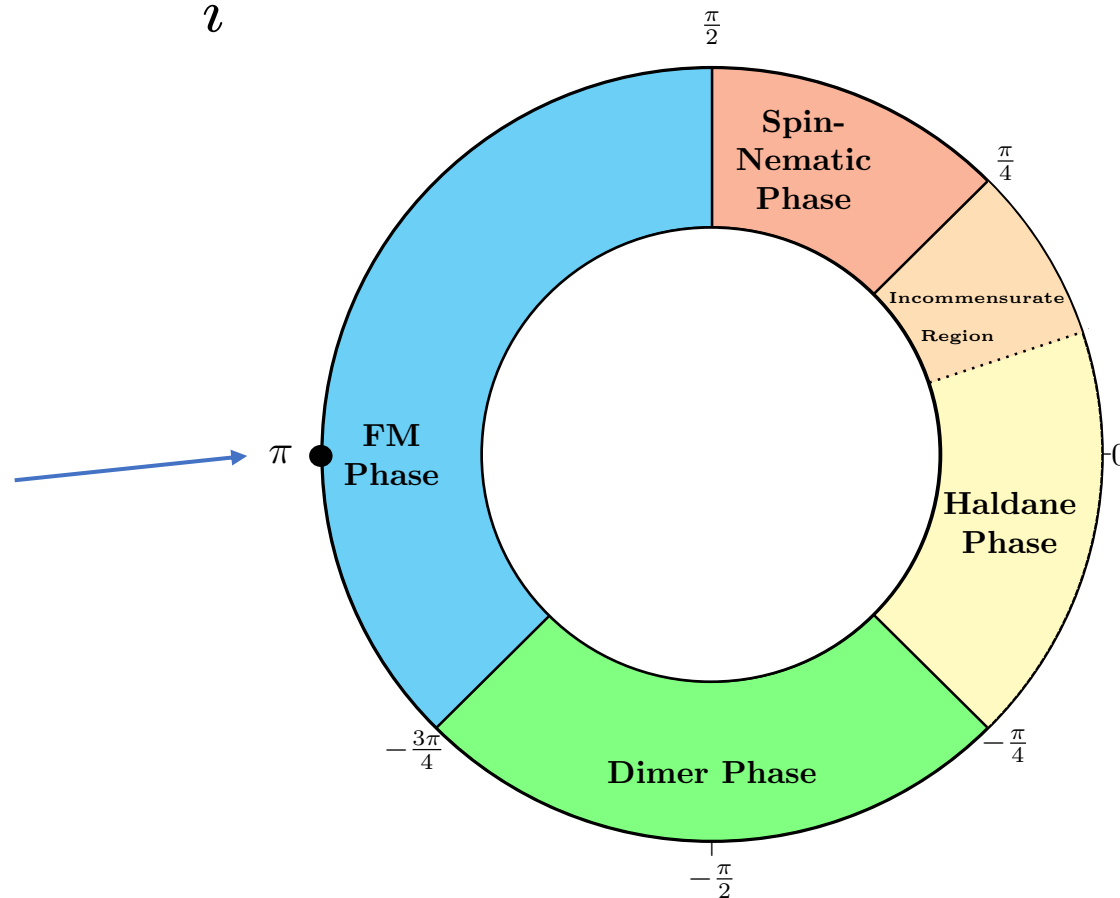 ı
π/2
Spin-
Nematic
Phase
π/4
Incommensurate
Region
π
FM
Phase
0
Haldane
Phase
-3π/4
-π/4
Dimer Phase
-π/2